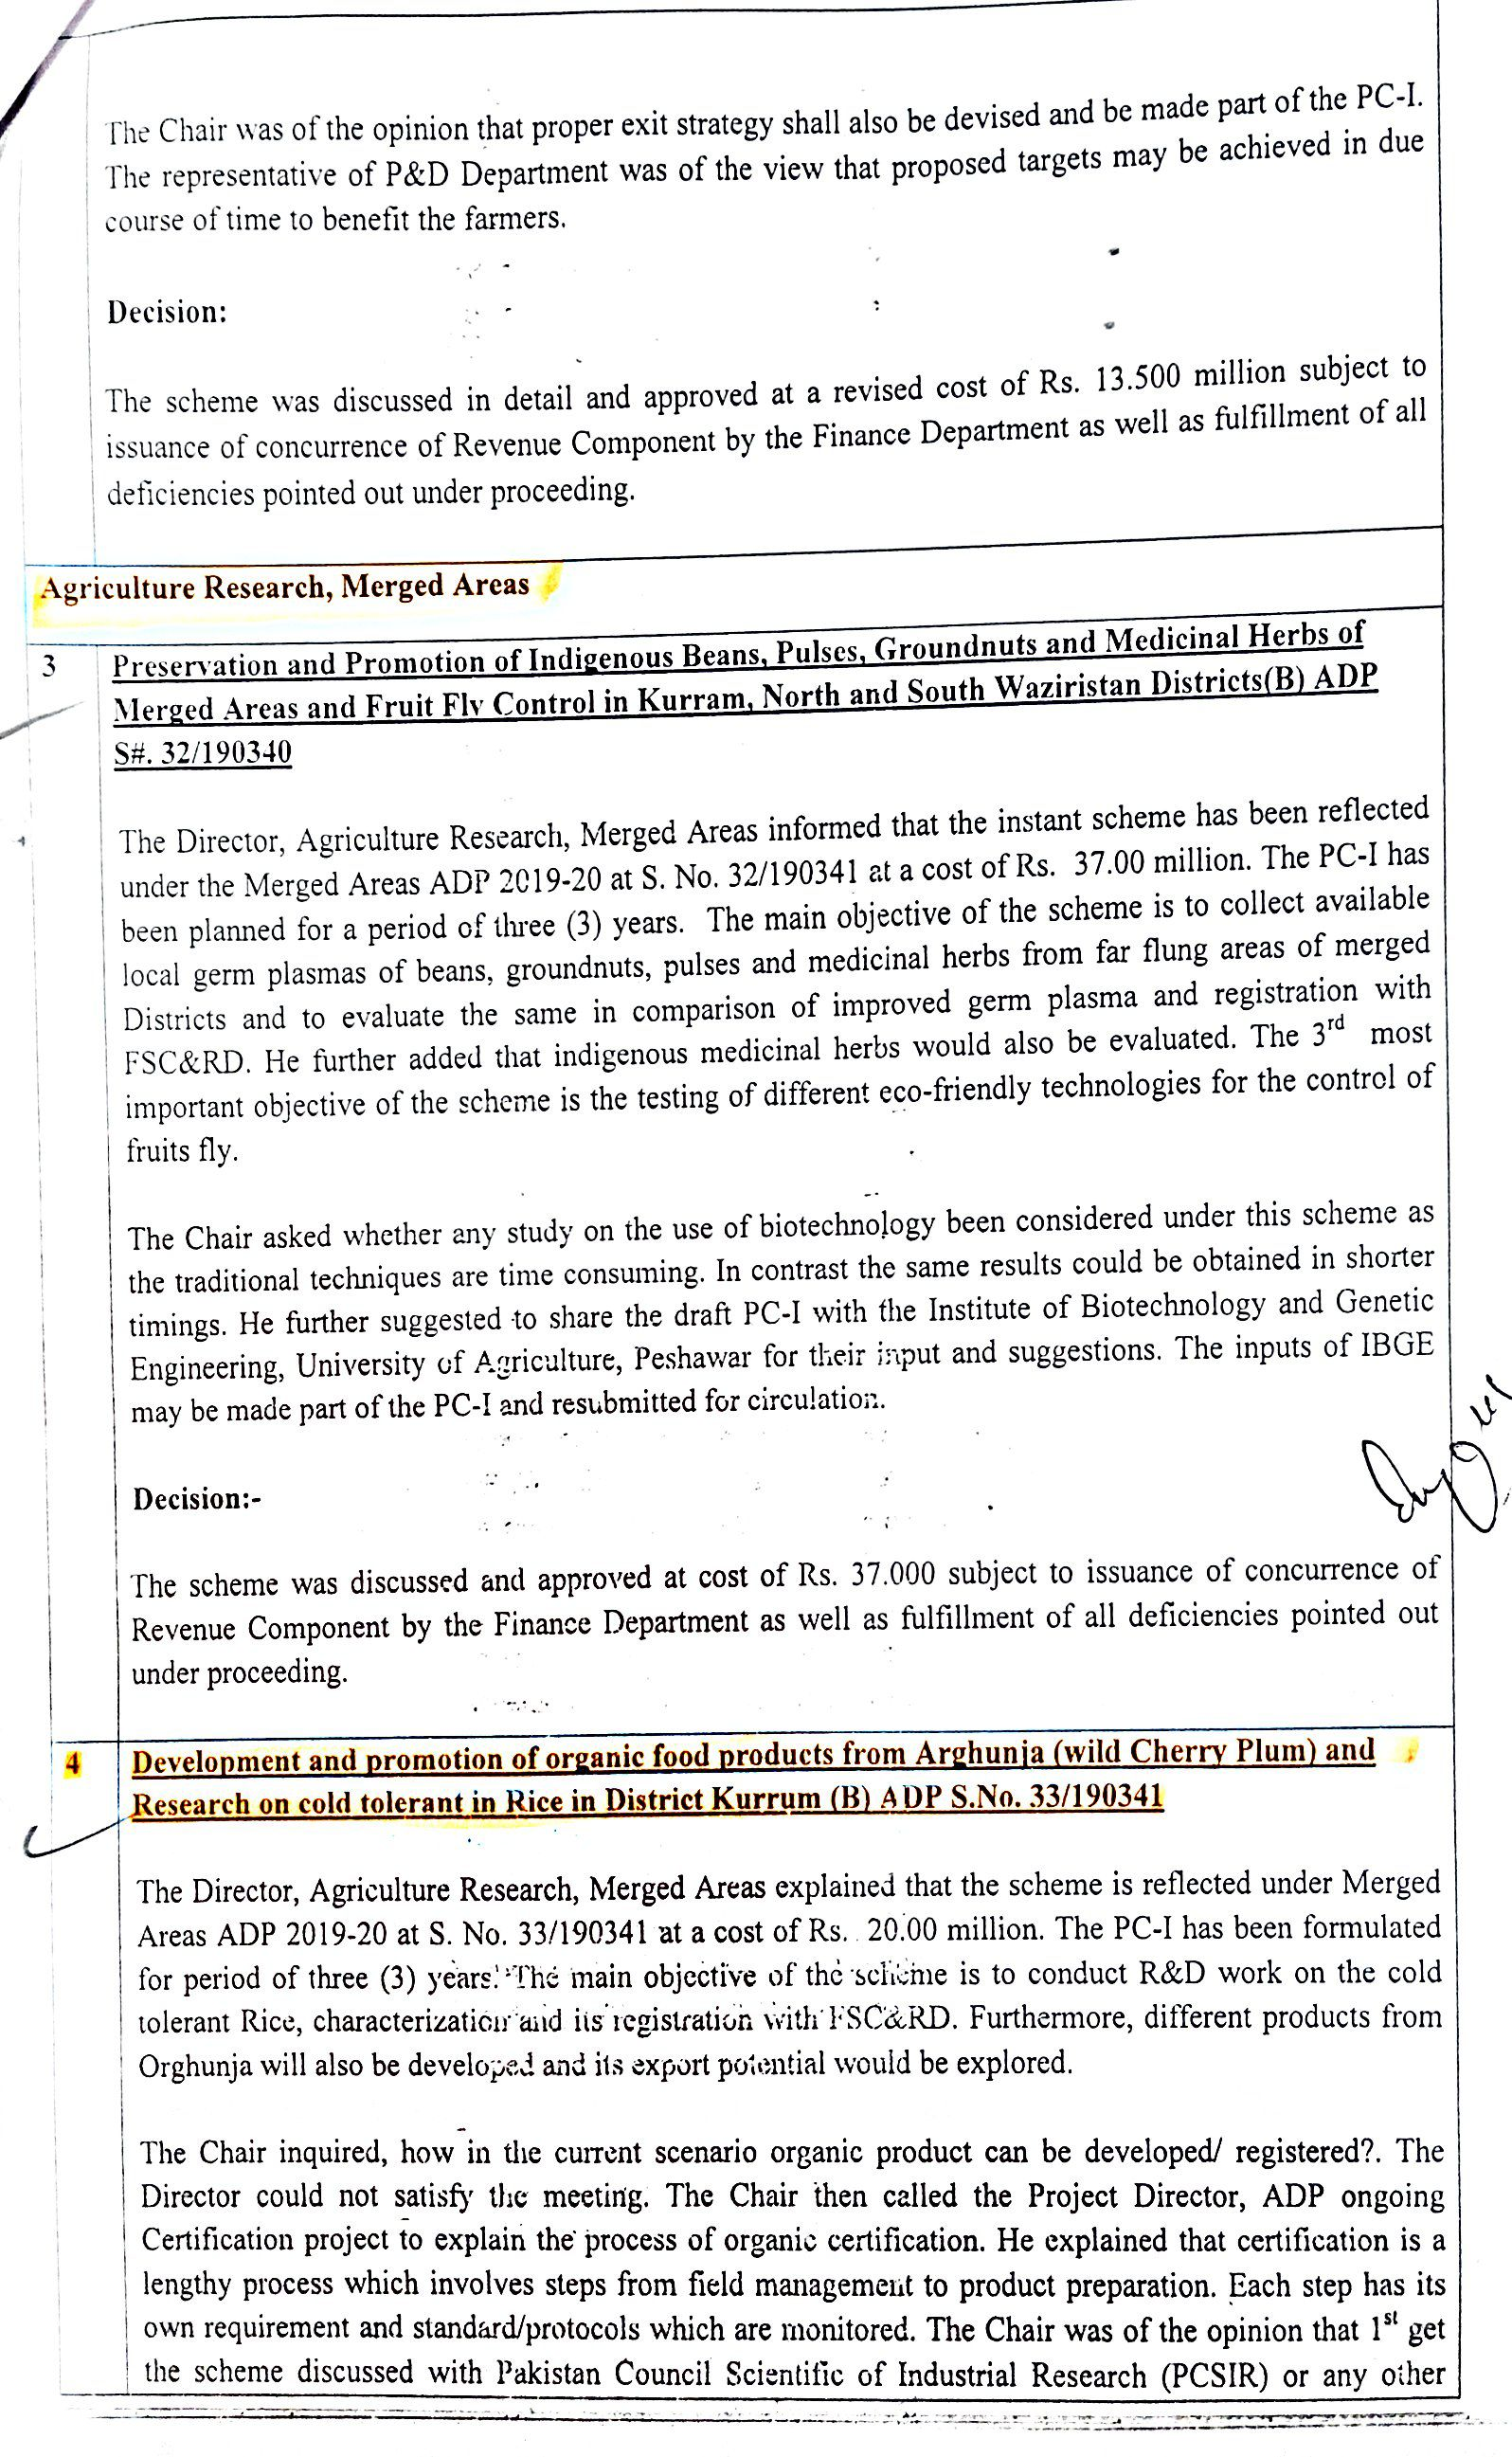 The Chair was of the opinion that proper exit strategy shall also be devised and be made part of the PC-I.
The representative of P&D Department was of the view that proposed targets may be achieved in due
course of time to benefit the farmers.
Decision:
The scheme was discussed in detail and approved at a revised cost of Rs. 13.500 million subject to
issuance of concurrence of Revenue Component by the Finance Department as well as fulfillment of all
deficiencies pointed out under proceeding.
Agriculture Research, Merged Areas
3 Preservation and Promotion of Indigenous Beans, Pulses, Groundnuts and Medicinal Herbs of
Merged Areas and Fruit Fly Control in Kurram, North and South Waziristan Districts(B) ADP
S#. 32/190340
The Director, Agriculture Research, Merged Areas informed that the instant scheme has been reflected
under the Merged Areas ADP 2019-20 at S. No. 32/190341 at a cost of Rs. 37.00 million. The PC-I has
been planned for a period of three (3) years. The main objective of the scheme is to collect available
local germ plasmas of beans, groundnuts, pulses and medicinal herbs from far flung areas of merged
Districts and to evaluate the same in comparison of improved germ plasma and registration with
FSC&RD. He further added that indigenous medicinal herbs would also be evaluated. The 3rd most
important objective of the scheme is the testing of different eco-friendly technologies for the control of
fruits fly.
The Chair asked whether any study on the use of biotechnology been considered under this scheme as
the traditional techniques are time consuming. In contrast the same results could be obtained in shorter
timings. He further suggested to share the draft PC-I with the Institute of Biotechnology and Genetic
Engineering, University of Agriculture, Peshawar for their input and suggestions. The inputs of IBGE
may be made part of the PC-I and resubmitted for circulation.
Decision:-
The scheme was discussed and approved at cost of Rs. 37.000 subject to issuance of concurrence of
Revenue Component by the Finance Department as well as fulfillment of all deficiencies pointed out
under proceeding.
4 Development and promotion of organic food products from Arghunja (wild Cherry Plum) and
Research on cold tolerant in Rice in District Kurrum (B) ADP S.No. 33/190341
The Director, Agriculture Research, Merged Areas explained that the scheme is reflected under Merged
Areas ADP 2019-20 at S. No. 33/190341 at a cost of Rs. 20.00 million. The PC-I has been formulated
for period of three (3) years. The main objective of the scheme is to conduct R&D work on the cold
tolerant Rice, characterization and its registration with FSC&RD. Furthermore, different products from
Orghunja will also be developed and its export potential would be explored.
The Chair inquired, how in the current scenario organic product can be developed/ registered?. The
Director could not satisfy the meeting. The Chair then called the Project Director, ADP ongoing
Certification project to explain the process of organic certification. He explained that certification is a
lengthy process which involves steps from field management to product preparation. Each step has its
own requirement and standard/protocols which are monitored. The Chair was of the opinion that 1st get
the scheme discussed with Pakistan Council Scientific of Industrial Research (PCSIR) or any other